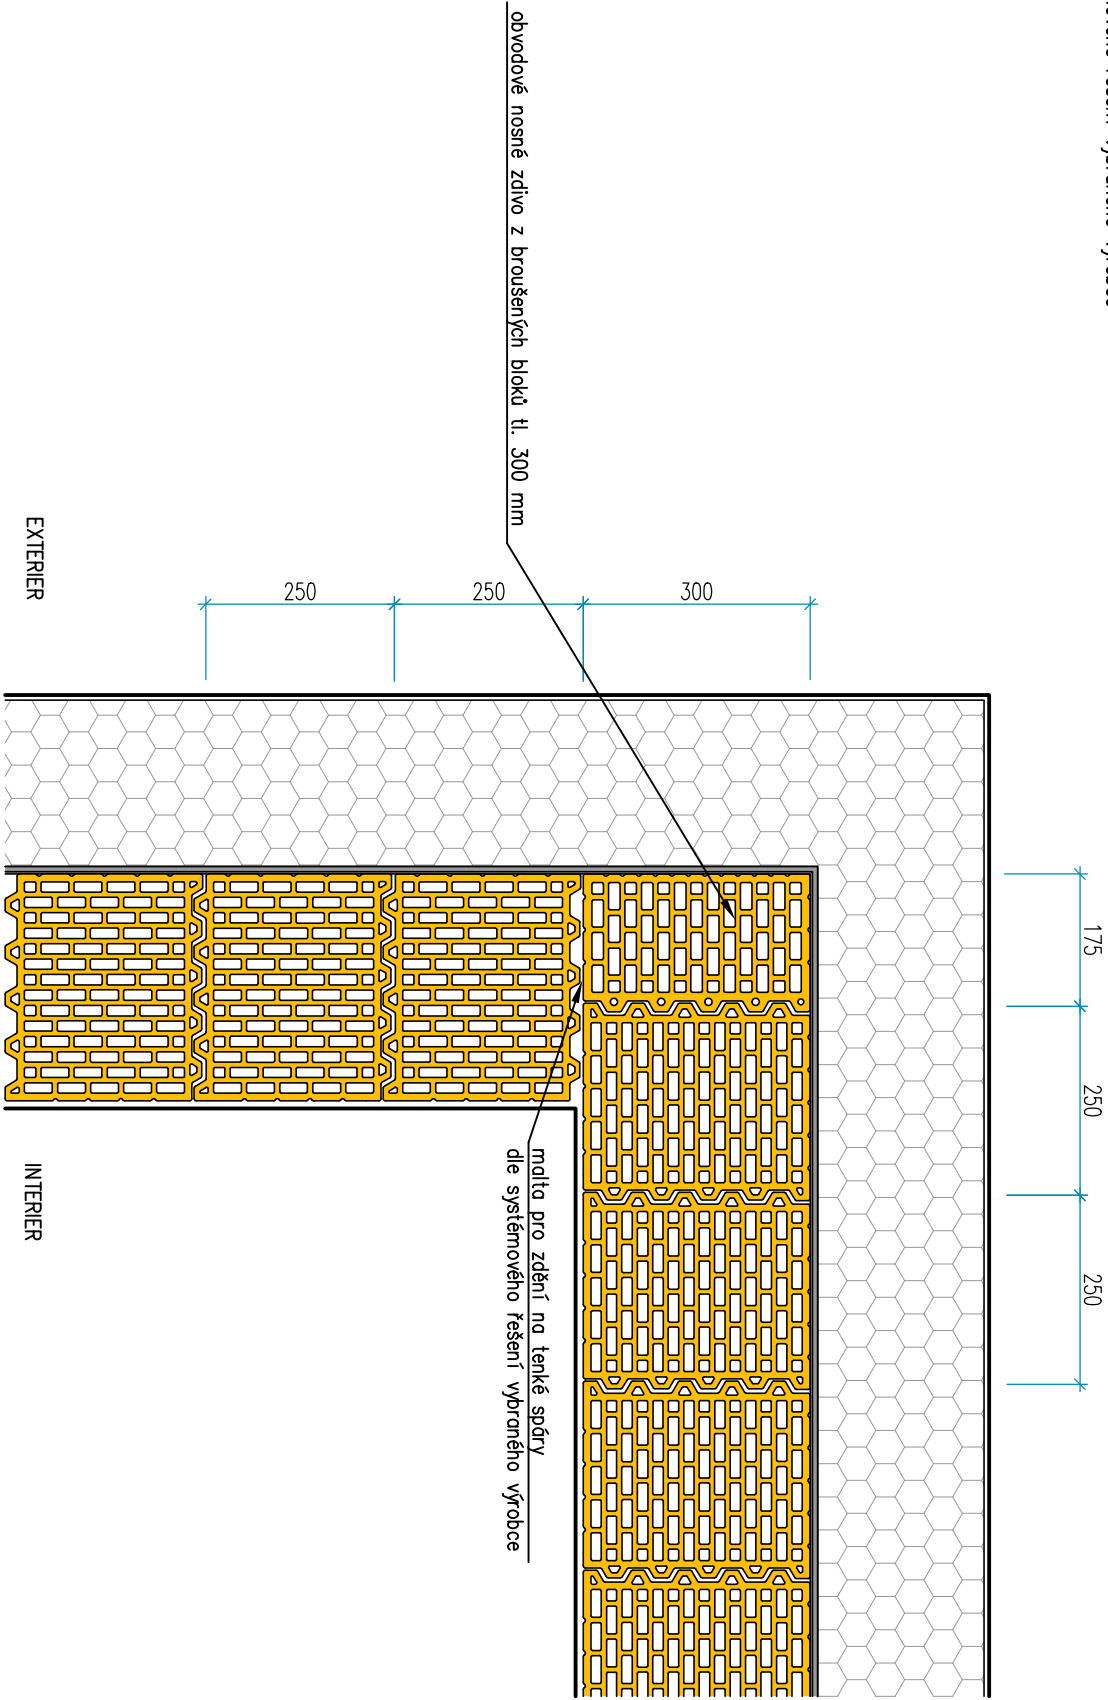 obvodové nosné zdivo z broušených bloků tl. 300 mm
EXTERIER
250
250
300
175
250
250
malta pro zdění na tenké spáry
dle systémového řešení vybraného výrobce
INTERIER